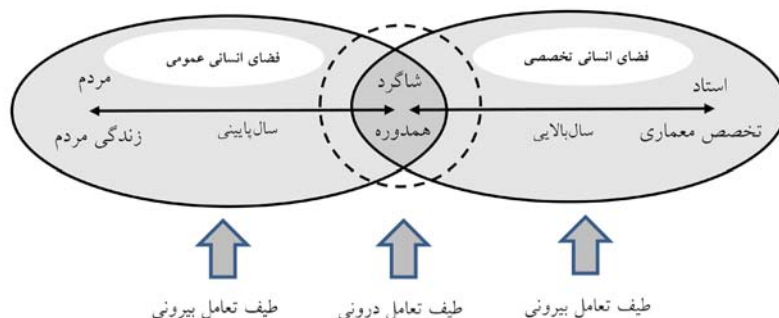 فضای انسانی تخصصی
فضای انسانی عمومی
استاد
شاگرد
مردم
سال‌بالایی
همدوره
سال‌پایینی
تخصص معماری
زندگی مردم
طیف تعامل بیرونی
طیف تعامل درونی
طیف تعامل بیرونی